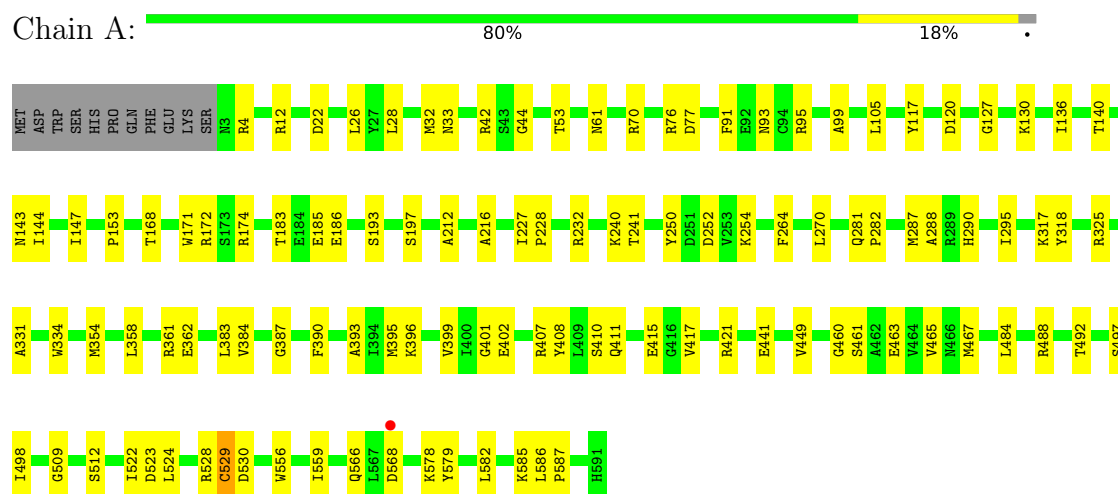 Chain A:
80% 18% •
MET ASP TRP SER HIS PRO GLN PHE GLU LYS SER N3 R4 R12 D22 L26 Y27 L28 M32 N33 R42 S43 G44 T53 N61 R70 R76 D77 F91 E92 N93 C94 R95 A99 L105 Y117 D120 G127 K130 I136 T140
N143 I144 I147 P153 T168 W171 R172 S173 R174 T183 E184 E185 E186 S193 S197 A212 A216 I227 P228 R232 K240 T241 Y250 D251 D252 V253 K254 F264 L270 Q281 P282 M287 A288 R289 H290 I295 K317 Y318 R325
A331 W334 M354 L358 R361 E362 L383 V384 G387 F390 A393 I394 M395 K396 V399 I400 G401 E402 R407 Y408 L409 S410 Q411 E415 G416 V417 R421 E441 V449 G460 S461 A462 E463 V464 V465 N466 M467 L484 R488 T492 S497
I498 G509 S512 I522 D523 L524 R528 C529 D530 W556 I559 Q566 L567 D568 K578 Y579 L582 K585 L586 P587 H591